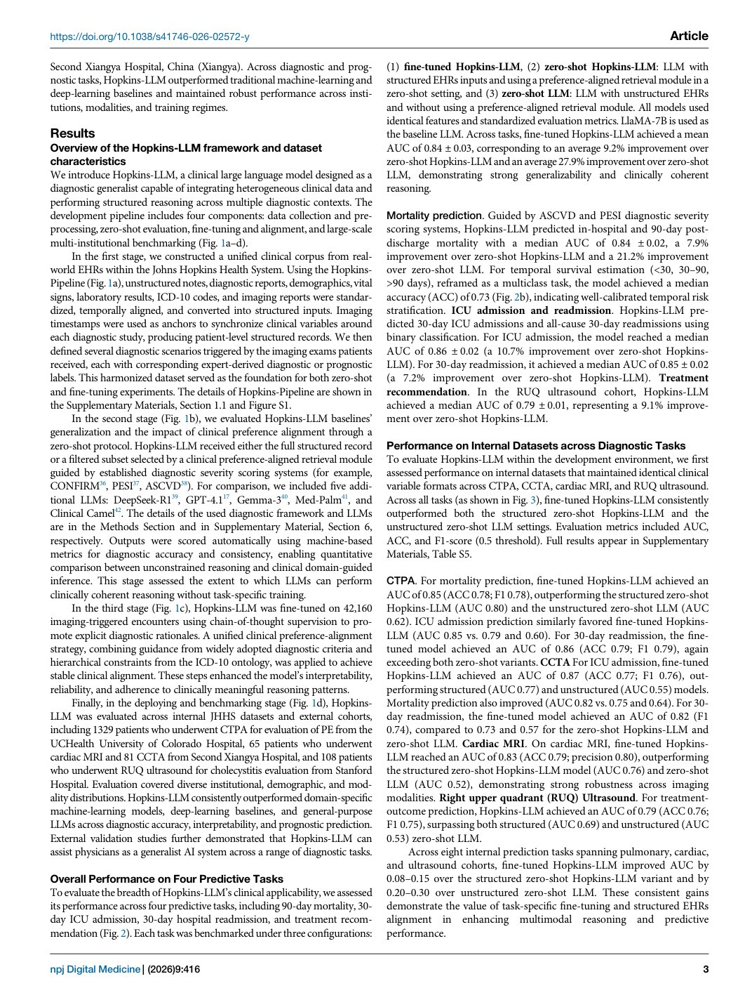 https://doi.org/10.1038/s41746-026-02572-y
Article
Second Xiangya Hospital, China (Xiangya). Across diagnostic and prog-
nostic tasks, Hopkins-LLM outperformed traditional machine-learning and
deep-learning baselines and maintained robust performance across insti-
tutions, modalities, and training regimes.
Results
Overview of the Hopkins-LLM framework and dataset
characteristics
We introduce Hopkins-LLM, a clinical large language model designed as a
diagnostic generalist capable of integrating heterogeneous clinical data and
performing structured reasoning across multiple diagnostic contexts. The
development pipeline includes four components: data collection and pre-
processing, zero-shot evaluation, fine-tuning and alignment, and large-scale
multi-institutional benchmarking (Fig. 1a–d).
In the first stage, we constructed a unified clinical corpus from real-
world EHRs within the Johns Hopkins Health System. Using the Hopkins-
Pipeline (Fig. 1a), unstructured notes, diagnostic reports, demographics, vital
signs, laboratory results, ICD-10 codes, and imaging reports were standar-
dized, temporally aligned, and converted into structured inputs. Imaging
timestamps were used as anchors to synchronize clinical variables around
each diagnostic study, producing patient-level structured records. We then
defined several diagnostic scenarios triggered by the imaging exams patients
received, each with corresponding expert-derived diagnostic or prognostic
labels. This harmonized dataset served as the foundation for both zero-shot
and fine-tuning experiments. The details of Hopkins-Pipeline are shown in
the Supplementary Materials, Section 1.1 and Figure S1.
In the second stage (Fig. 1b), we evaluated Hopkins-LLM baselines’
generalization and the impact of clinical preference alignment through a
zero-shot protocol. Hopkins-LLM received either the full structured record
or a filtered subset selected by a clinical preference-aligned retrieval module
guided by established diagnostic severity scoring systems (for example,
CONFIRM36, PESI37, ASCVD38). For comparison, we included five addi-
tional LLMs: DeepSeek-R139, GPT-4.117, Gemma-340, Med-Palm41, and
Clinical Camel42. The details of the used diagnostic framework and LLMs
are in the Methods Section and in Supplementary Material, Section 6,
respectively. Outputs were scored automatically using machine-based
metrics for diagnostic accuracy and consistency, enabling quantitative
comparison between unconstrained reasoning and clinical domain-guided
inference. This stage assessed the extent to which LLMs can perform
clinically coherent reasoning without task-specific training.
In the third stage (Fig. 1c), Hopkins-LLM was fine-tuned on 42,160
imaging-triggered encounters using chain-of-thought supervision to pro-
mote explicit diagnostic rationales. A unified clinical preference-alignment
strategy, combining guidance from widely adopted diagnostic criteria and
hierarchical constraints from the ICD-10 ontology, was applied to achieve
stable clinical alignment. These steps enhanced the model’s interpretability,
reliability, and adherence to clinically meaningful reasoning patterns.
Finally, in the deploying and benchmarking stage (Fig. 1d), Hopkins-
LLM was evaluated across internal JHHS datasets and external cohorts,
including 1329 patients who underwent CTPA for evaluation of PE from the
UCHealth University of Colorado Hospital, 65 patients who underwent
cardiac MRI and 81 CCTA from Second Xiangya Hospital, and 108 patients
who underwent RUQ ultrasound for cholecystitis evaluation from Stanford
Hospital. Evaluation covered diverse institutional, demographic, and mod-
ality distributions. Hopkins-LLM consistently outperformed domain-specific
machine-learning models, deep-learning baselines, and general-purpose
LLMs across diagnostic accuracy, interpretability, and prognostic prediction.
External validation studies further demonstrated that Hopkins-LLM can
assist physicians as a generalist AI system across a range of diagnostic tasks.
Overall Performance on Four Predictive Tasks
To evaluate the breadth of Hopkins-LLM’s clinical applicability, we assessed
its performance across four predictive tasks, including 90-day mortality, 30-
day ICU admission, 30-day hospital readmission, and treatment recom-
mendation (Fig. 2). Each task was benchmarked under three configurations:
(1) fine-tuned Hopkins-LLM, (2) zero-shot Hopkins-LLM: LLM with
structured EHRs inputs and using a preference-aligned retrieval module in a
zero-shot setting, and (3) zero-shot LLM: LLM with unstructured EHRs
and without using a preference-aligned retrieval module. All models used
identical features and standardized evaluation metrics. LlaMA-7B is used as
the baseline LLM. Across tasks, fine-tuned Hopkins-LLM achieved a mean
AUC of 0.84 ± 0.03, corresponding to an average 9.2% improvement over
zero-shot Hopkins-LLM and an average 27.9% improvement over zero-shot
LLM, demonstrating strong generalizability and clinically coherent
reasoning.
Mortality prediction. Guided by ASCVD and PESI diagnostic severity
scoring systems, Hopkins-LLM predicted in-hospital and 90-day post-
discharge mortality with a median AUC of 0.84 ± 0.02, a 7.9%
improvement over zero-shot Hopkins-LLM and a 21.2% improvement
over zero-shot LLM. For temporal survival estimation (<30, 30–90,
>90 days), reframed as a multiclass task, the model achieved a median
accuracy (ACC) of 0.73 (Fig. 2b), indicating well-calibrated temporal risk
stratification. ICU admission and readmission. Hopkins-LLM pre-
dicted 30-day ICU admissions and all-cause 30-day readmissions using
binary classification. For ICU admission, the model reached a median
AUC of 0.86 ± 0.02 (a 10.7% improvement over zero-shot Hopkins-
LLM). For 30-day readmission, it achieved a median AUC of 0.85 ± 0.02
(a 7.2% improvement over zero-shot Hopkins-LLM). Treatment
recommendation. In the RUQ ultrasound cohort, Hopkins-LLM
achieved a median AUC of 0.79 ± 0.01, representing a 9.1% improve-
ment over zero-shot Hopkins-LLM.
Performance on Internal Datasets across Diagnostic Tasks
To evaluate Hopkins-LLM within the development environment, we first
assessed performance on internal datasets that maintained identical clinical
variable formats across CTPA, CCTA, cardiac MRI, and RUQ ultrasound.
Across all tasks (as shown in Fig. 3), fine-tuned Hopkins-LLM consistently
outperformed both the structured zero-shot Hopkins-LLM and the
unstructured zero-shot LLM settings. Evaluation metrics included AUC,
ACC, and F1-score (0.5 threshold). Full results appear in Supplementary
Materials, Table S5.
CTPA. For mortality prediction, fine-tuned Hopkins-LLM achieved an
AUC of 0.85 (ACC 0.78; F1 0.78), outperforming the structured zero-shot
Hopkins-LLM (AUC 0.80) and the unstructured zero-shot LLM (AUC
0.62). ICU admission prediction similarly favored fine-tuned Hopkins-
LLM (AUC 0.85 vs. 0.79 and 0.60). For 30-day readmission, the fine-
tuned model achieved an AUC of 0.86 (ACC 0.79; F1 0.79), again
exceeding both zero-shot variants. CCTA For ICU admission, fine-tuned
Hopkins-LLM achieved an AUC of 0.87 (ACC 0.77; F1 0.76), out-
performing structured (AUC 0.77) and unstructured (AUC 0.55) models.
Mortality prediction also improved (AUC 0.82 vs. 0.75 and 0.64). For 30-
day readmission, the fine-tuned model achieved an AUC of 0.82 (F1
0.74), compared to 0.73 and 0.57 for the zero-shot Hopkins-LLM and
zero-shot LLM. Cardiac MRI. On cardiac MRI, fine-tuned Hopkins-
LLM reached an AUC of 0.83 (ACC 0.79; precision 0.80), outperforming
the structured zero-shot Hopkins-LLM model (AUC 0.76) and zero-shot
LLM (AUC 0.52), demonstrating strong robustness across imaging
modalities. Right upper quadrant (RUQ) Ultrasound. For treatment-
outcome prediction, Hopkins-LLM achieved an AUC of 0.79 (ACC 0.76;
F1 0.75), surpassing both structured (AUC 0.69) and unstructured (AUC
0.53) zero-shot LLM.
Across eight internal prediction tasks spanning pulmonary, cardiac,
and ultrasound cohorts, fine-tuned Hopkins-LLM improved AUC by
0.08–0.15 over the structured zero-shot Hopkins-LLM variant and by
0.20–0.30 over unstructured zero-shot LLM. These consistent gains
demonstrate the value of task-specific fine-tuning and structured EHRs
alignment in enhancing multimodal reasoning and predictive
performance.
npj Digital Medicine | (2026)9:416
3